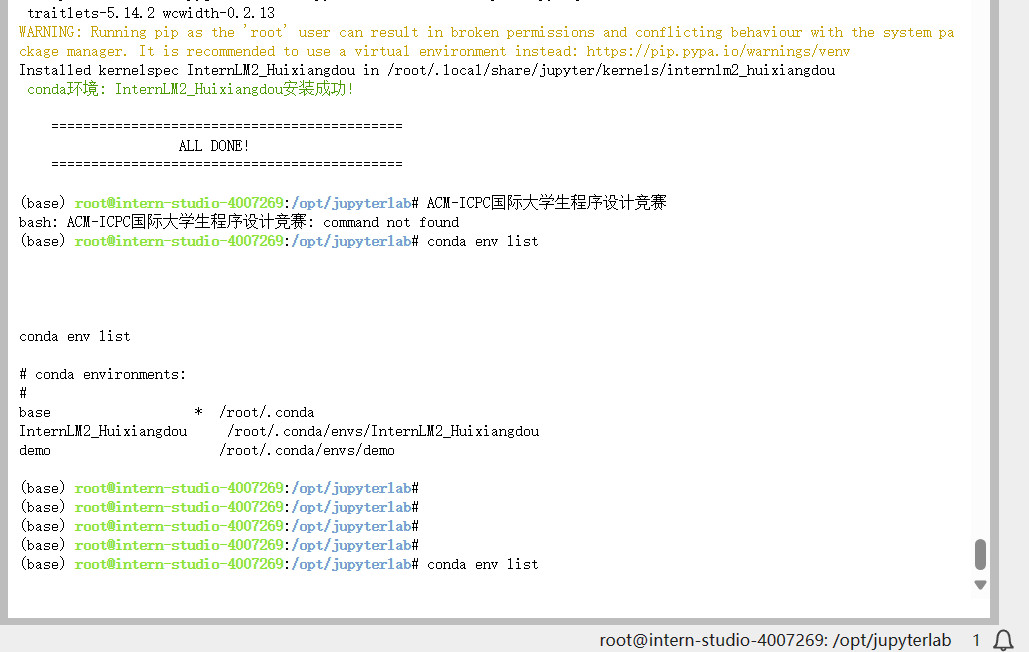 traitlets-5.14.2 wcwidth-0.2.13
WARNING: Running pip as the 'root' user can result in broken permissions and conflicting behaviour with the system pa
ckage manager. It is recommended to use a virtual environment instead: https://pip.pypa.io/warnings/venv
Installed kernelspec InternLM2_Huixiangdou in /root/.local/share/jupyter/kernels/internlm2_huixiangdou
conda环境: InternLM2_Huixiangdou安装成功!
============================================
ALL DONE!
============================================
(base) root@intern-studio-4007269:/opt/jupyterlab# ACM-ICPC国际大学生程序设计竞赛
bash: ACM-ICPC国际大学生程序设计竞赛: command not found
(base) root@intern-studio-4007269:/opt/jupyterlab# conda env list
conda env list
# conda environments:
#
base * /root/.conda
InternLM2_Huixiangdou /root/.conda/envs/InternLM2_Huixiangdou
demo /root/.conda/envs/demo
(base) root@intern-studio-4007269:/opt/jupyterlab#
(base) root@intern-studio-4007269:/opt/jupyterlab#
(base) root@intern-studio-4007269:/opt/jupyterlab#
(base) root@intern-studio-4007269:/opt/jupyterlab#
(base) root@intern-studio-4007269:/opt/jupyterlab# conda env list
root@intern-studio-4007269: /opt/jupyterlab 1